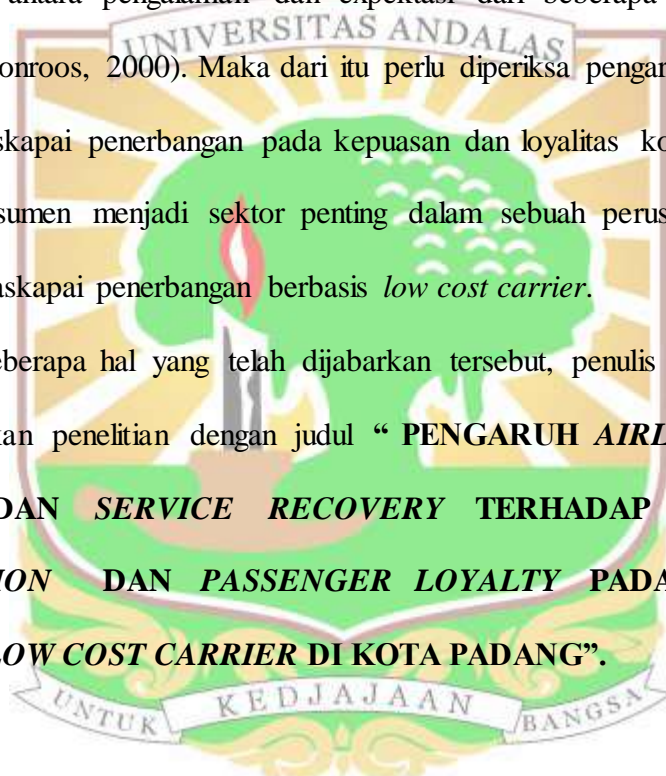 antara pengalaman dan expektasi dari beberapa
UNIVERSITAS ANDALAS
onroos, 2000). Maka dari itu perlu diperiksa pengar
skapai penerbangan pada kepuasan dan loyalitas ko
sumen menjadi sektor penting dalam sebuah perus
askapai penerbangan berbasis low cost carrier.
eberapa hal yang telah dijabarkan tersebut, penulis
kan penelitian dengan judul “ PENGARUH AIRL
DAN SERVICE RECOVERY TERHADAP
ION DAN PASSENGER LOYALTY PADA
LOW COST CARRIER DI KOTA PADANG”.
UNTUK KEDJAJAAN BANGSA